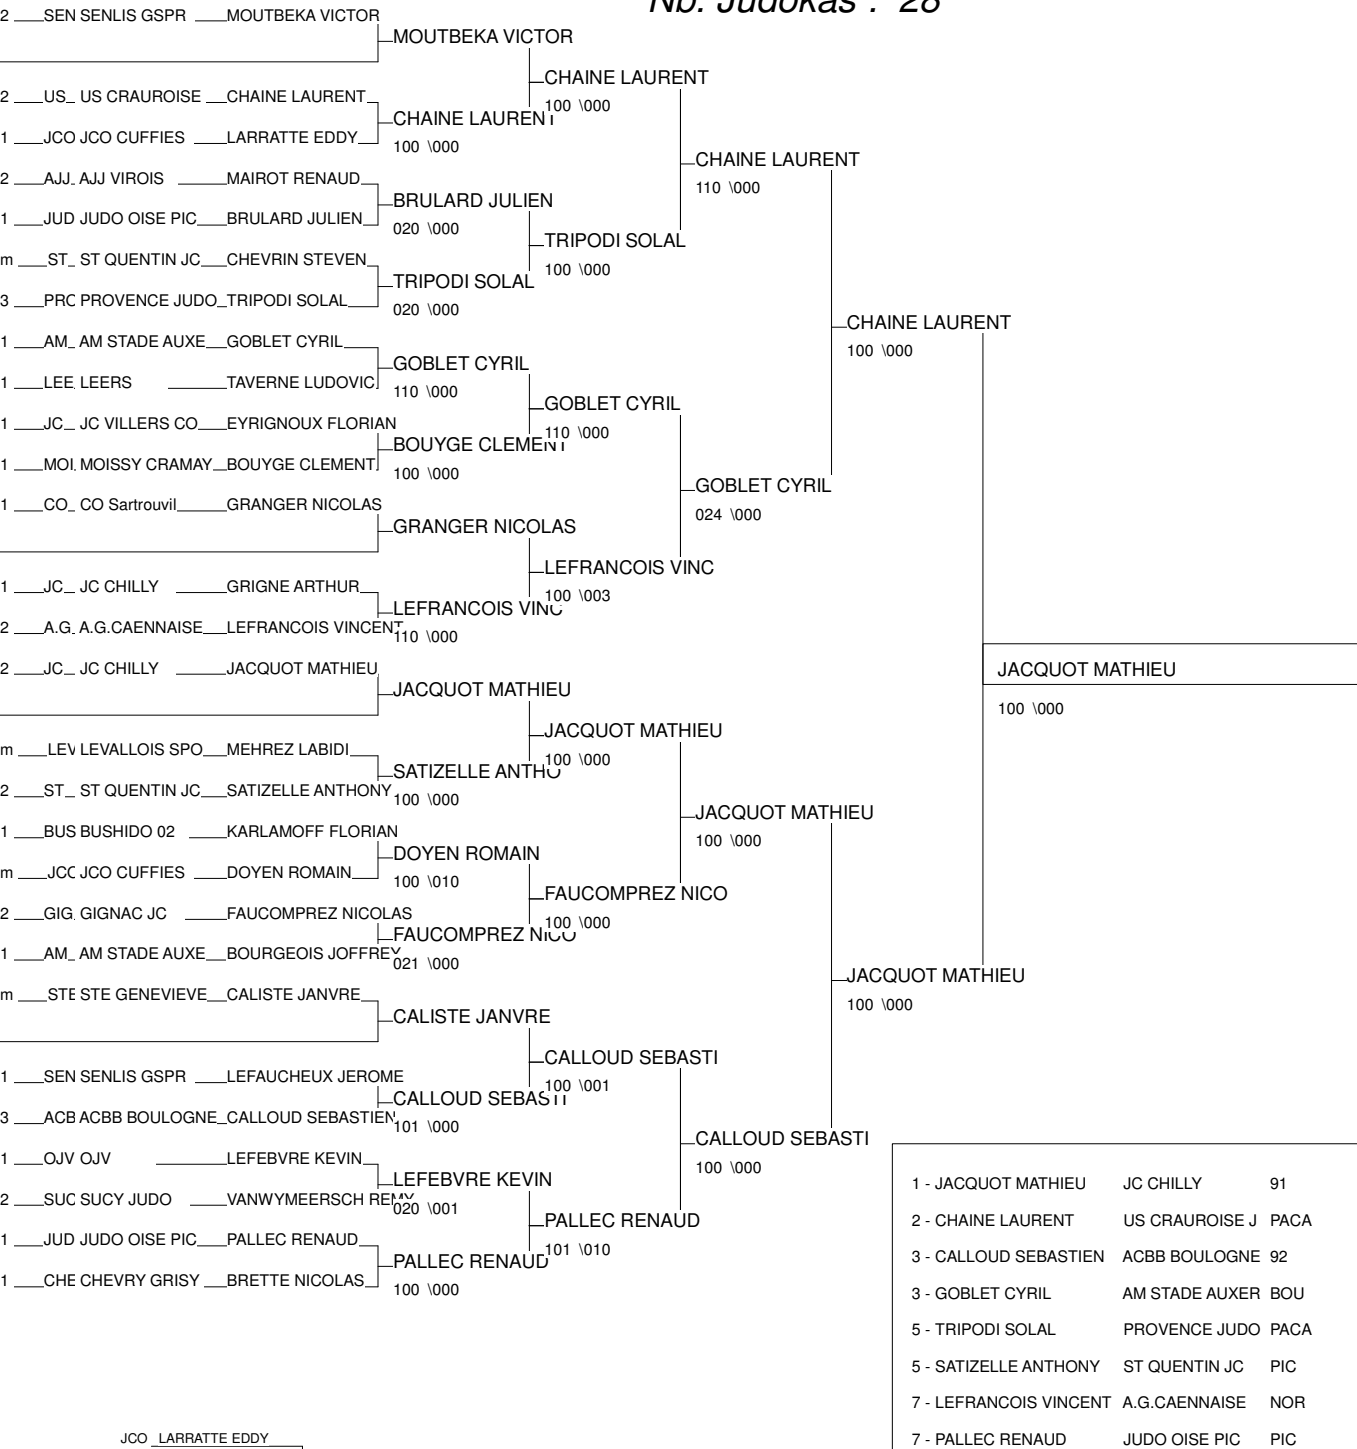 Nb. Judokas : 28
2 SEN SENLIS GSPR MOUTBEKA VICTOR
MOUTBEKA VICTOR
CHAINE LAURENT
100 \000
2 US_ US CRAUROISE CHAINE LAURENT
CHAINE LAURENT
100 \000
1 JCO JCO CUFFIES LARRATTE EDDY
CHAINE LAURENT
110 \000
2 AJJ_ AJJ VIROIS MAIROT RENAUD
BRULARD JULIEN
020 \000
1 JUD JUDO OISE PIC BRULARD JULIEN
TRIPODI SOLAL
100 \000
m ST_ ST QUENTIN JC CHEVRIN STEVEN
TRIPODI SOLAL
020 \000
3 PRO PROVENCE JUDO TRIPODI SOLAL
CHAINE LAURENT
100 \000
1 AM_ AM STADE AUXE GOBLET CYRIL
GOBLET CYRIL
110 \000
1 LEE LEERS TAVERNE LUDOVIC
GOBLET CYRIL
110 \000
1 JC_ JC VILLERS CO EYRIGNOUX FLORIAN
BOUYGE CLEMENT
100 \000
1 MOI MOISSY CRAMAY BOUYGE CLEMENT
GOBLET CYRIL
024 \000
1 CO_ CO Sartrouvil GRANGER NICOLAS
GRANGER NICOLAS
LEFRANCOIS VINC
100 \003
1 JC_ JC CHILLY GRIGNE ARTHUR
LEFRANCOIS VINC
110 \000
2 A.G. A.G.CAENNAISE LEFRANCOIS VINCENT
JACQUOT MATHIEU
100 \000
2 JC_ JC CHILLY JACQUOT MATHIEU
JACQUOT MATHIEU
JACQUOT MATHIEU
100 \000
m LEV LEVALLOIS SPO MEHREZ LABIDI
SATIZELLE ANTHO
100 \000
2 ST_ ST QUENTIN JC SATIZELLE ANTHONY
JACQUOT MATHIEU
100 \000
1 BUS BUSHIDO 02 KARLAMOFF FLORIAN
DOYEN ROMAIN
100 \010
m JCO JCO CUFFIES DOYEN ROMAIN
FAUCOMPREZ NICO
100 \000
2 GIG GIGNAC JC FAUCOMPREZ NICOLAS
FAUCOMPREZ NICO
021 \000
1 AM_ AM STADE AUXE BOURGEOIS JOFFREY
JACQUOT MATHIEU
100 \000
m STE STE GENEVIEVE CALISTE JANVRE
CALISTE JANVRE
CALLOUD SEBASTI
100 \001
1 SEN SENLIS GSPR LEFAUCHEUX JEROME
CALLOUD SEBASTI
101 \000
3 ACB ACBB BOULOGNE CALLOUD SEBASTIEN
CALLOUD SEBASTI
100 \000
1 OJV OJV LEFEBVRE KEVIN
LEFEBVRE KEVIN
020 \001
2 SUC SUCY JUDO VANWYMEERSCH REMY
PALLEC RENAUD
101 \010
1 JUD JUDO OISE PIC PALLEC RENAUD
PALLEC RENAUD
100 \000
1 CHE CHEVRY GRISY BRETTE NICOLAS
1 - JACQUOT MATHIEU JC CHILLY 91
2 - CHAINE LAURENT US CRAUROISE J PACA
3 - CALLOUD SEBASTIEN ACBB BOULOGNE 92
3 - GOBLET CYRIL AM STADE AUXER BOU
5 - TRIPODI SOLAL PROVENCE JUDO PACA
5 - SATIZELLE ANTHONY ST QUENTIN JC PIC
7 - LEFRANCOIS VINCENT A.G.CAENNAISE NOR
7 - PALLEC RENAUD JUDO OISE PIC PIC
JCO LARRATTE EDDY